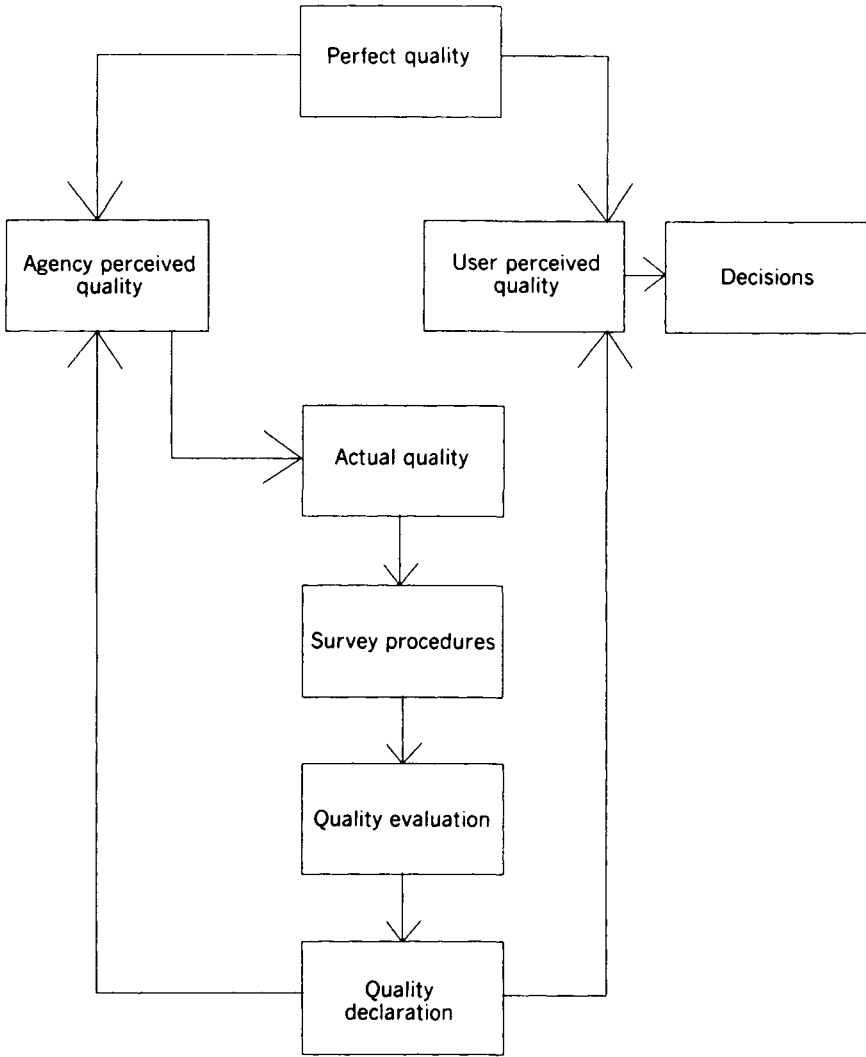 Perfect quality
Agency perceived
quality
User perceived
quality
Decisions
Actual quality
Survey procedures
Quality evaluation
Quality
declaration